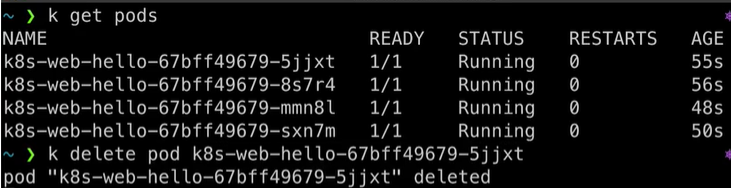 ~ ❯ k get pods
NAME READY STATUS RESTARTS AGE
k8s-web-hello-67bff49679-5jjxt 1/1 Running 0 55s
k8s-web-hello-67bff49679-8s7r4 1/1 Running 0 56s
k8s-web-hello-67bff49679-mmn8l 1/1 Running 0 48s
k8s-web-hello-67bff49679-sxn7m 1/1 Running 0 50s
~ ❯ k delete pod k8s-web-hello-67bff49679-5jjxt
pod "k8s-web-hello-67bff49679-5jjxt" deleted